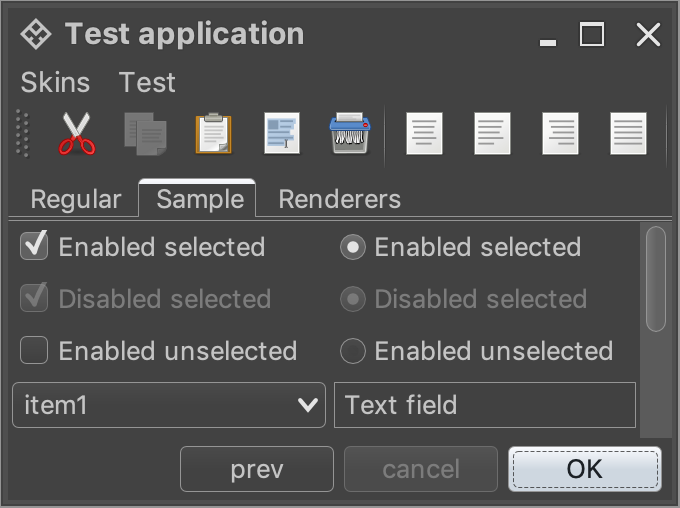 Test application
Skins Test
Regular Sample Renderers
Enabled selected Enabled selected
Disabled selected Disabled selected
Enabled unselected Enabled unselected
item1 Text field
prev cancel OK